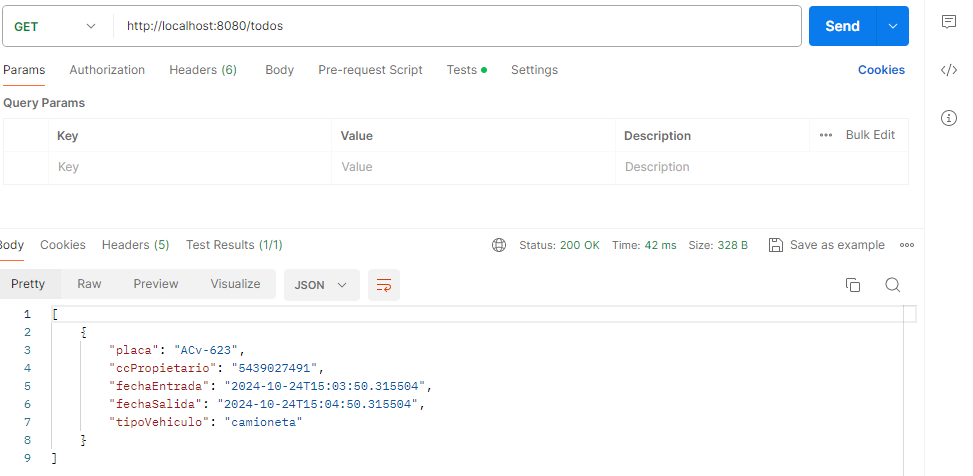 GET http://localhost:8080/todos Send
Params Authorization Headers (6) Body Pre-request Script Tests Settings Cookies
Query Params
Key Value Description Bulk Edit
Key Value Description
Body Cookies Headers (5) Test Results (1/1) Status: 200 OK Time: 42 ms Size: 328 B Save as example
Pretty Raw Preview Visualize JSON
1 [
2 {
3 "placa": "ACv-623",
4 "ccPropietario": "5439027491",
5 "fechaEntrada": "2024-10-24T15:03:50.315504",
6 "fechaSalida": "2024-10-24T15:04:50.315504",
7 "tipoVehiculo": "camioneta"
8 }
9 ]